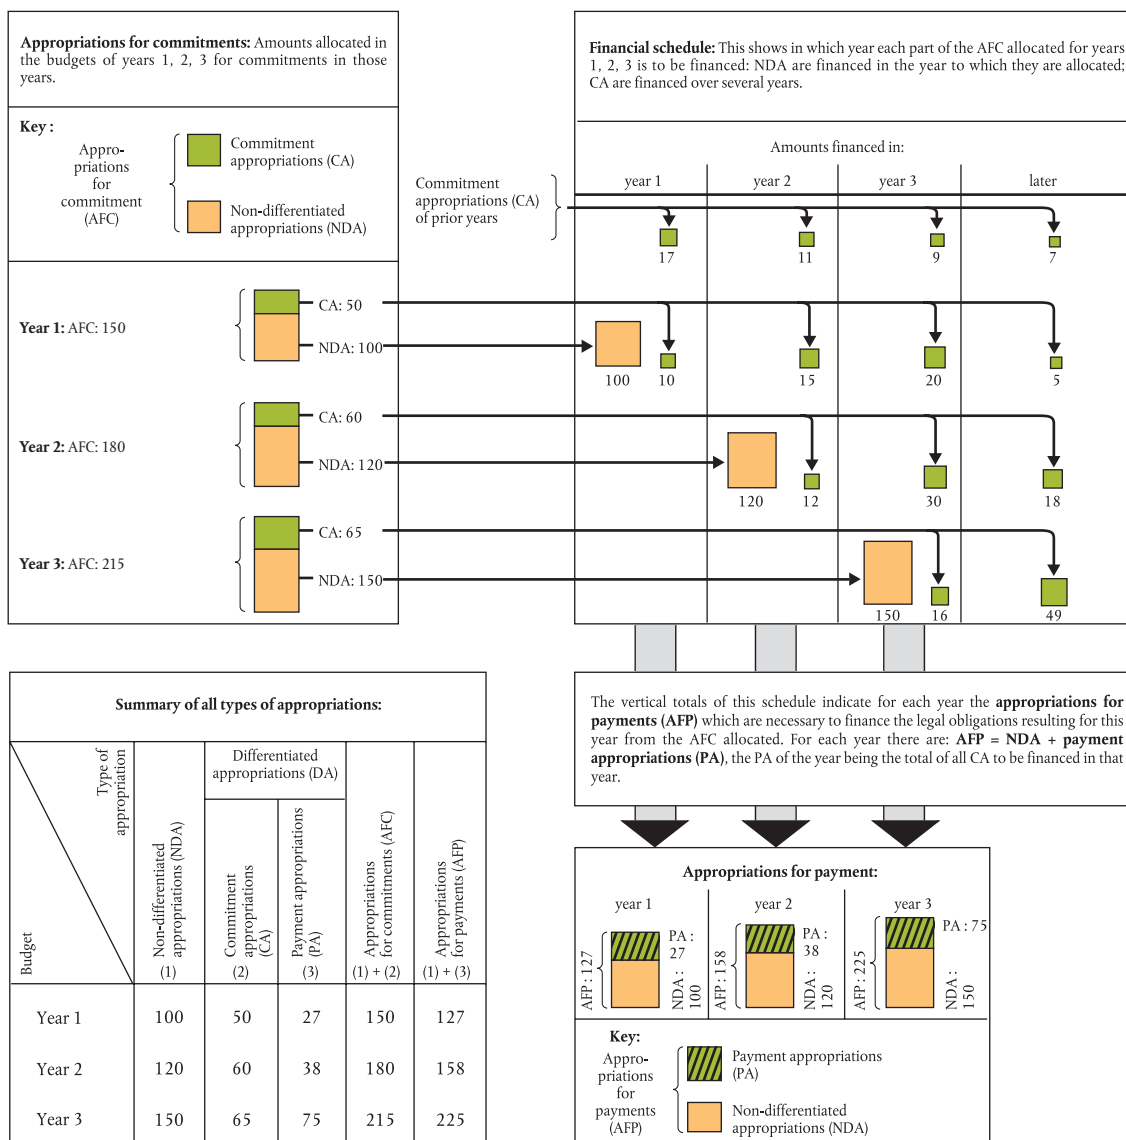 Appropriations for commitments: Amounts allocated in
the budgets of years 1, 2, 3 for commitments in those
years.
Key :
Appro-
priations
for
commitment
(AFC)
Commitment
appropriations (CA)
Non-differentiated
appropriations (NDA)
Year 1: AFC: 150
CA: 50
NDA: 100
Year 2: AFC: 180
CA: 60
NDA: 120
Year 3: AFC: 215
CA: 65
NDA: 150
Financial schedule: This shows in which year each part of the AFC allocated for years
1, 2, 3 is to be financed: NDA are financed in the year to which they are allocated;
CA are financed over several years.
Amounts financed in:
year 1 year 2 year 3 later
Commitment
appropriations (CA)
of prior years
17 11 9 7
100 10 15 20 5
120 12 30 18
150 16 49
The vertical totals of this schedule indicate for each year the appropriations for
payments (AFP) which are necessary to finance the legal obligations resulting for this
year from the AFC allocated. For each year there are: AFP = NDA + payment
appropriations (PA), the PA of the year being the total of all CA to be financed in that
year.
Summary of all types of appropriations:
Type of
appropriation
Budget
Non-differentiated
appropriations (NDA)
(1)
Differentiated
appropriations (DA)
Commitment
appropriations
(CA)
(2)
Payment appropriations
(PA)
(3)
Appropriations
for commitments (AFC)
(1) + (2)
Appropriations
for payments (AFP)
(1) + (3)
Year 1 100 50 27 150 127
Year 2 120 60 38 180 158
Year 3 150 65 75 215 225
Appropriations for payment:
year 1 year 2 year 3
AFP : 127
PA :
27
NDA :
100
AFP : 158
PA :
38
NDA :
120
AFP : 225
PA : 75
NDA :
150
Key:
Appro-
priations
for
payments
(AFP)
Payment appropriations
(PA)
Non-differentiated
appropriations (NDA)